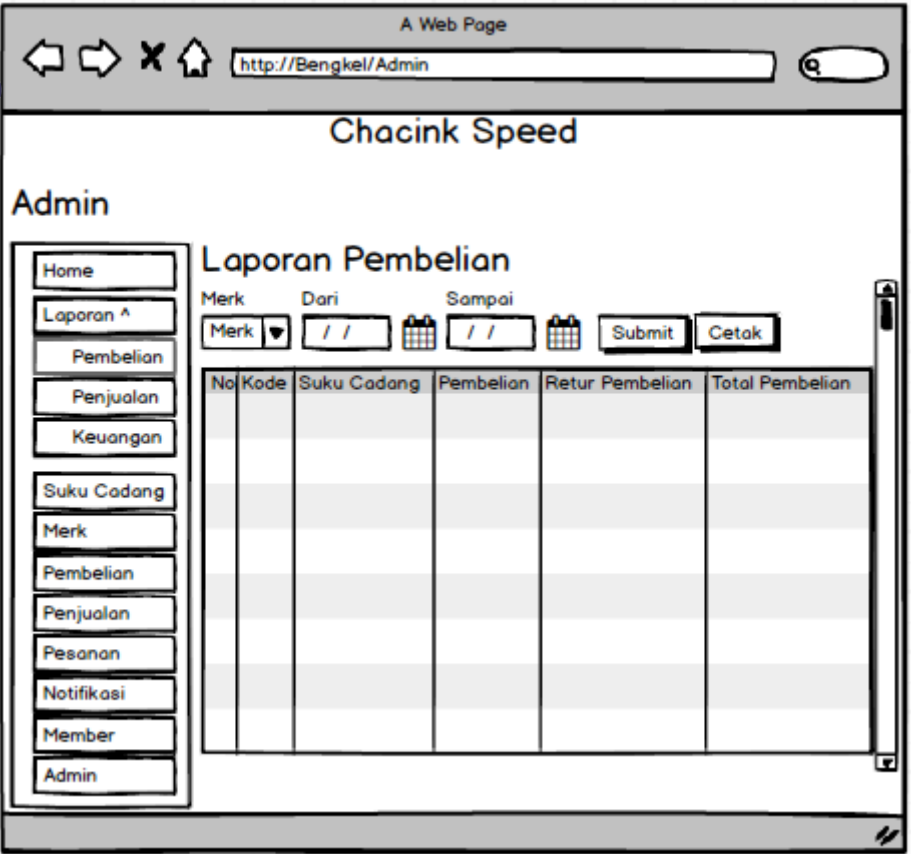 A Web Page
http://Bengkel/Admin
Chacink Speed
Admin
Home
Laporan ^
Pembelian
Penjualan
Keuangan
Suku Cadang
Merk
Pembelian
Penjualan
Pesanan
Notifikasi
Member
Admin
Laporan Pembelian
Merk Dari Sampai
Merk / / / / Submit Cetak
No Kode Suku Cadang Pembelian Retur Pembelian Total Pembelian